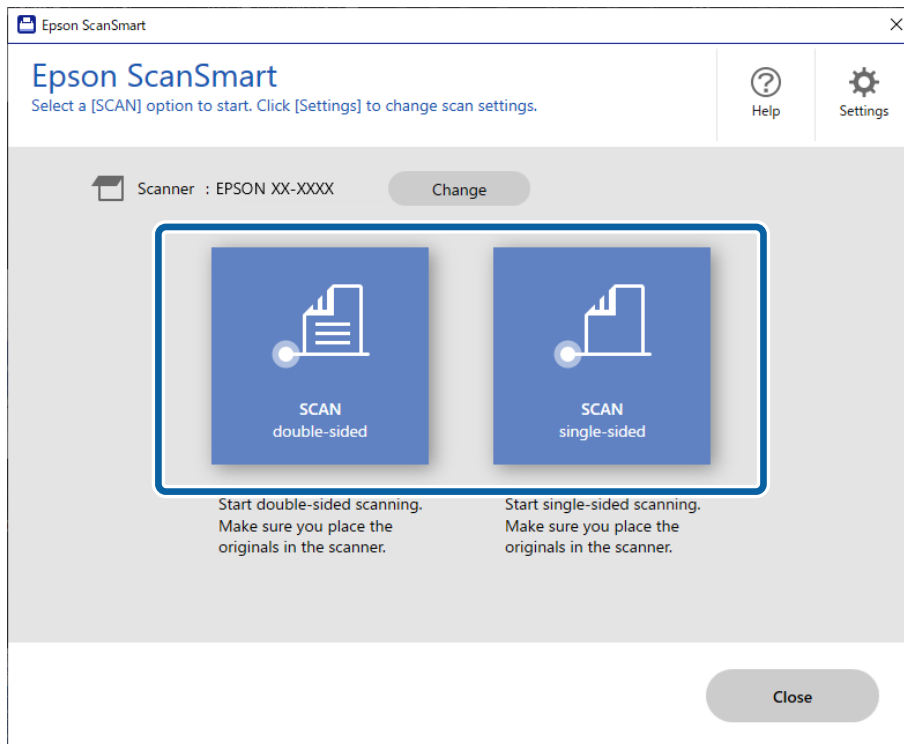 Epson ScanSmart
Epson ScanSmart
Select a [SCAN] option to start. Click [Settings] to change scan settings.
Help
Settings
Scanner : EPSON XX-XXXX
Change
SCAN
double-sided
SCAN
single-sided
Start double-sided scanning.
Make sure you place the
originals in the scanner.
Start single-sided scanning.
Make sure you place the
originals in the scanner.
Close